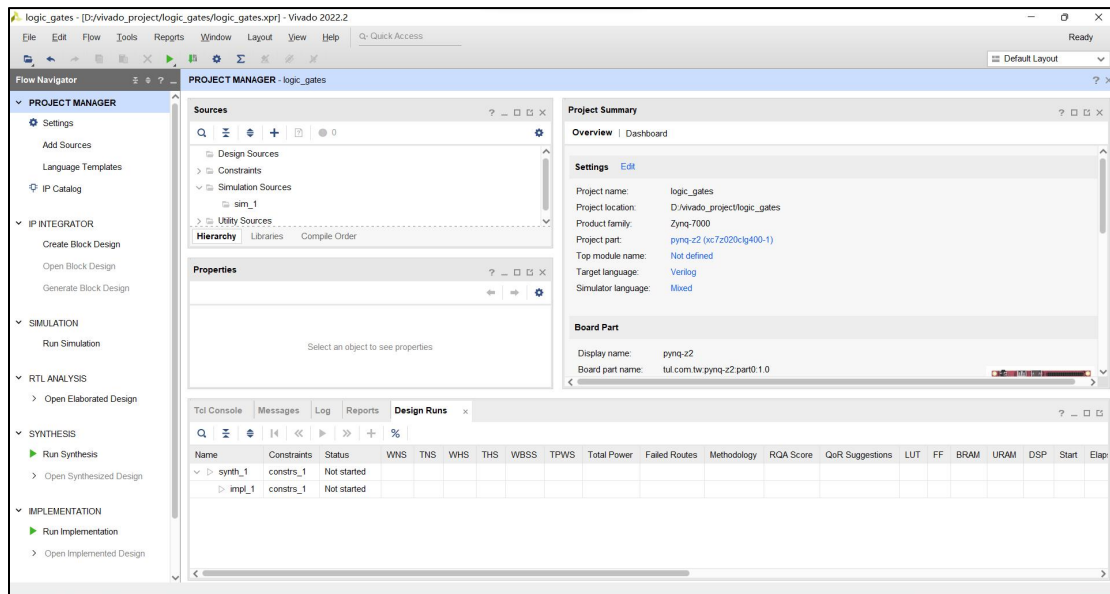 logic_gates - [D:/vivado_project/logic_gates/logic_gates.xpr] - Vivado 2022.2
File Edit Flow Tools Reports Window Layout View Help Q- Quick Access Ready
Default Layout
Flow Navigator ? PROJECT MANAGER - logic_gates ?
PROJECT MANAGER
Settings
Add Sources
Language Templates
IP Catalog
IP INTEGRATOR
Create Block Design
Open Block Design
Generate Block Design
SIMULATION
Run Simulation
RTL ANALYSIS
Open Elaborated Design
SYNTHESIS
Run Synthesis
Open Synthesized Design
IMPLEMENTATION
Run Implementation
Open Implemented Design
Sources ?
0
Design Sources
Constraints
Simulation Sources
sim_1
Utility Sources
Hierarchy Libraries Compile Order
Properties ?
Select an object to see properties
Project Summary ?
Overview | Dashboard
Settings Edit
Project name: logic_gates
Project location: D:/vivado_project/logic_gates
Product family: Zynq-7000
Project part: pynq-z2 (xc7z020clg400-1)
Top module name: Not defined
Target language: Verilog
Simulator language: Mixed
Board Part
Display name: pynq-z2
Board part name: tul.com.tw:pynq-z2:part0:1.0
Tcl Console Messages Log Reports Design Runs × ?
%
Name Constraints Status WNS TNS WHS THS WBSS TPWS Total Power Failed Routes Methodology RQA Score QoR Suggestions LUT FF BRAM URAM DSP Start Elap
synth_1 constrs_1 Not started
impl_1 constrs_1 Not started